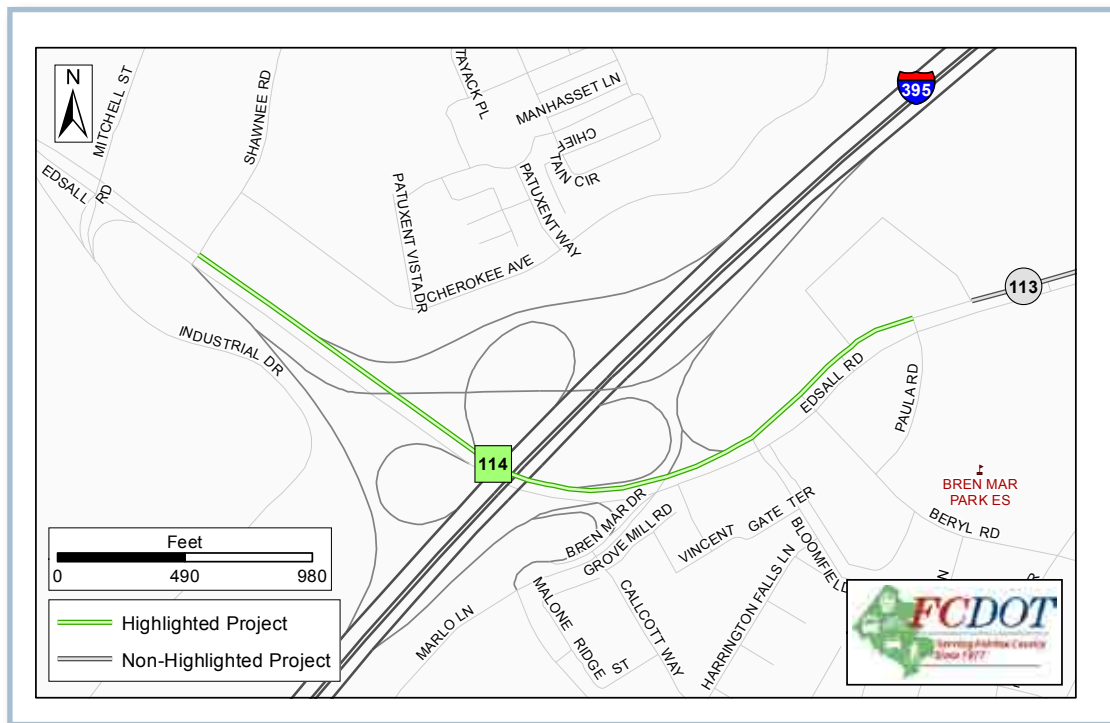 N
MITCHELL ST
SHAWNEE RD
TAYACK PL
MANHASSET LN
CHIEF
TAIN CIR
395
EDSALL RD
PATUXENT VISTA DR
PATUXENT WAY
CHEROKEE AVE
113
INDUSTRIAL DR
EDSALL RD
PAULA RD
114
BREN MAR
PARK ES
BREN MAR DR
GROVE MILL RD
VINCENT GATE TER
BLOOMFIELD
BERYL RD
MARLO LN
MALONE RIDGE ST
CALLCOTT WAY
HARRINGTON FALLS LN
N
R
Feet
0 490 980
Highlighted Project
Non-Highlighted Project
FCDOT
Serving Fairfax County
Since 1977